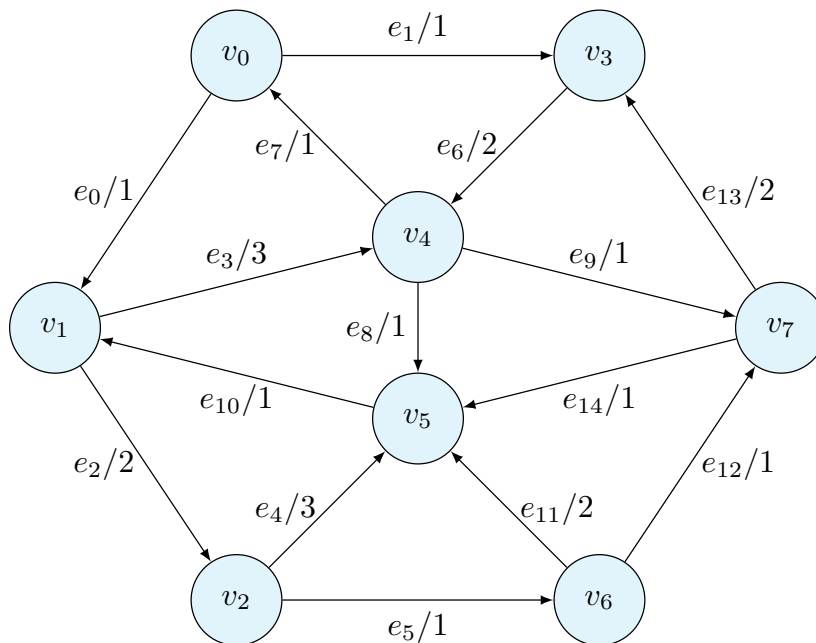 e₁/1
v₀
v₃
e₇/1
e₆/2
e₀/1
e₁₃/2
v₄
e₃/3
e₉/1
v₁
e₈/1
v₇
e₁₀/1
e₁₄/1
v₅
e₂/2
e₁₂/1
e₄/3
e₁₁/2
v₂
v₆
e₅/1